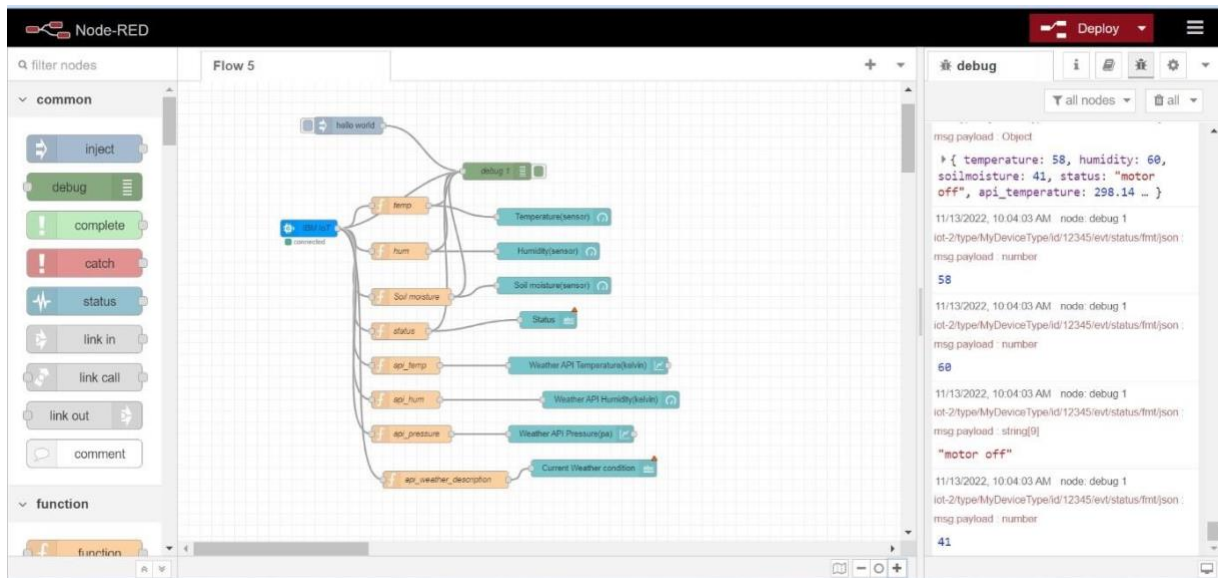 Node-RED
Deploy
filter nodes
Flow 5
debug
i
all nodes
all
common
inject
debug
complete
catch
status
link in
link call
link out
comment
function
function
hello world
debug 1
IBM IoT
connected
temp
Temperature(sensor)
hum
Humidity(sensor)
Soil moisture
Soil moisture(sensor)
status
Status
abc
api_temp
Weather API Temperature(kelvin)
api_hum
Weather API Humidity(kelvin)
api_pressure
Weather API Pressure(pa)
api_weather_description
Current Weather condition
abc
msg.payload : Object
{ temperature: 58, humidity: 60,
soilmoisture: 41, status: "motor
off", api_temperature: 298.14 … }
11/13/2022, 10:04:03 AM node: debug 1
iot-2/type/MyDeviceType/id/12345/evt/status/fmt/json :
msg.payload : number
58
11/13/2022, 10:04:03 AM node: debug 1
iot-2/type/MyDeviceType/id/12345/evt/status/fmt/json :
msg.payload : number
60
11/13/2022, 10:04:03 AM node: debug 1
iot-2/type/MyDeviceType/id/12345/evt/status/fmt/json :
msg.payload : string[9]
"motor off"
11/13/2022, 10:04:03 AM node: debug 1
iot-2/type/MyDeviceType/id/12345/evt/status/fmt/json :
msg.payload : number
41